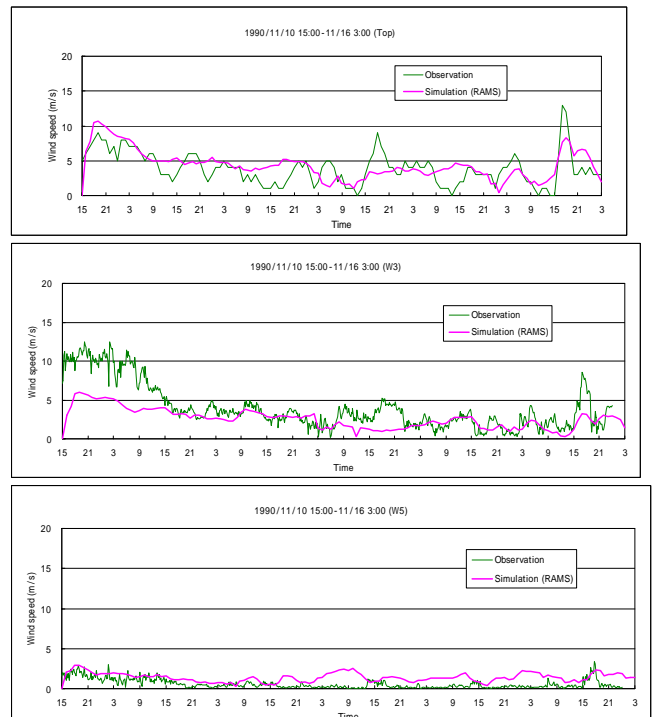 1990/11/10 15:00-11/16 3:00 (Top)
20
15
10
5
0
Wind speed (m/s)
Observation
Simulation (RAMS)
15 21 3 9 15 21 3 9 15 21 3 9 15 21 3 9 15 21 3 9 15 21 3
Time
1990/11/10 15:00-11/16 3:00 (W3)
20
15
10
5
0
Wind speed (m/s)
Observation
Simulation (RAMS)
15 21 3 9 15 21 3 9 15 21 3 9 15 21 3 9 15 21 3 9 15 21 3
Time
1990/11/10 15:00-11/16 3:00 (W5)
20
15
10
5
0
Wind speed (m/s)
Observation
Simulation (RAMS)
15 21 3 9 15 21 3 9 15 21 3 9 15 21 3 9 15 21 3 9 15 21 3
Time